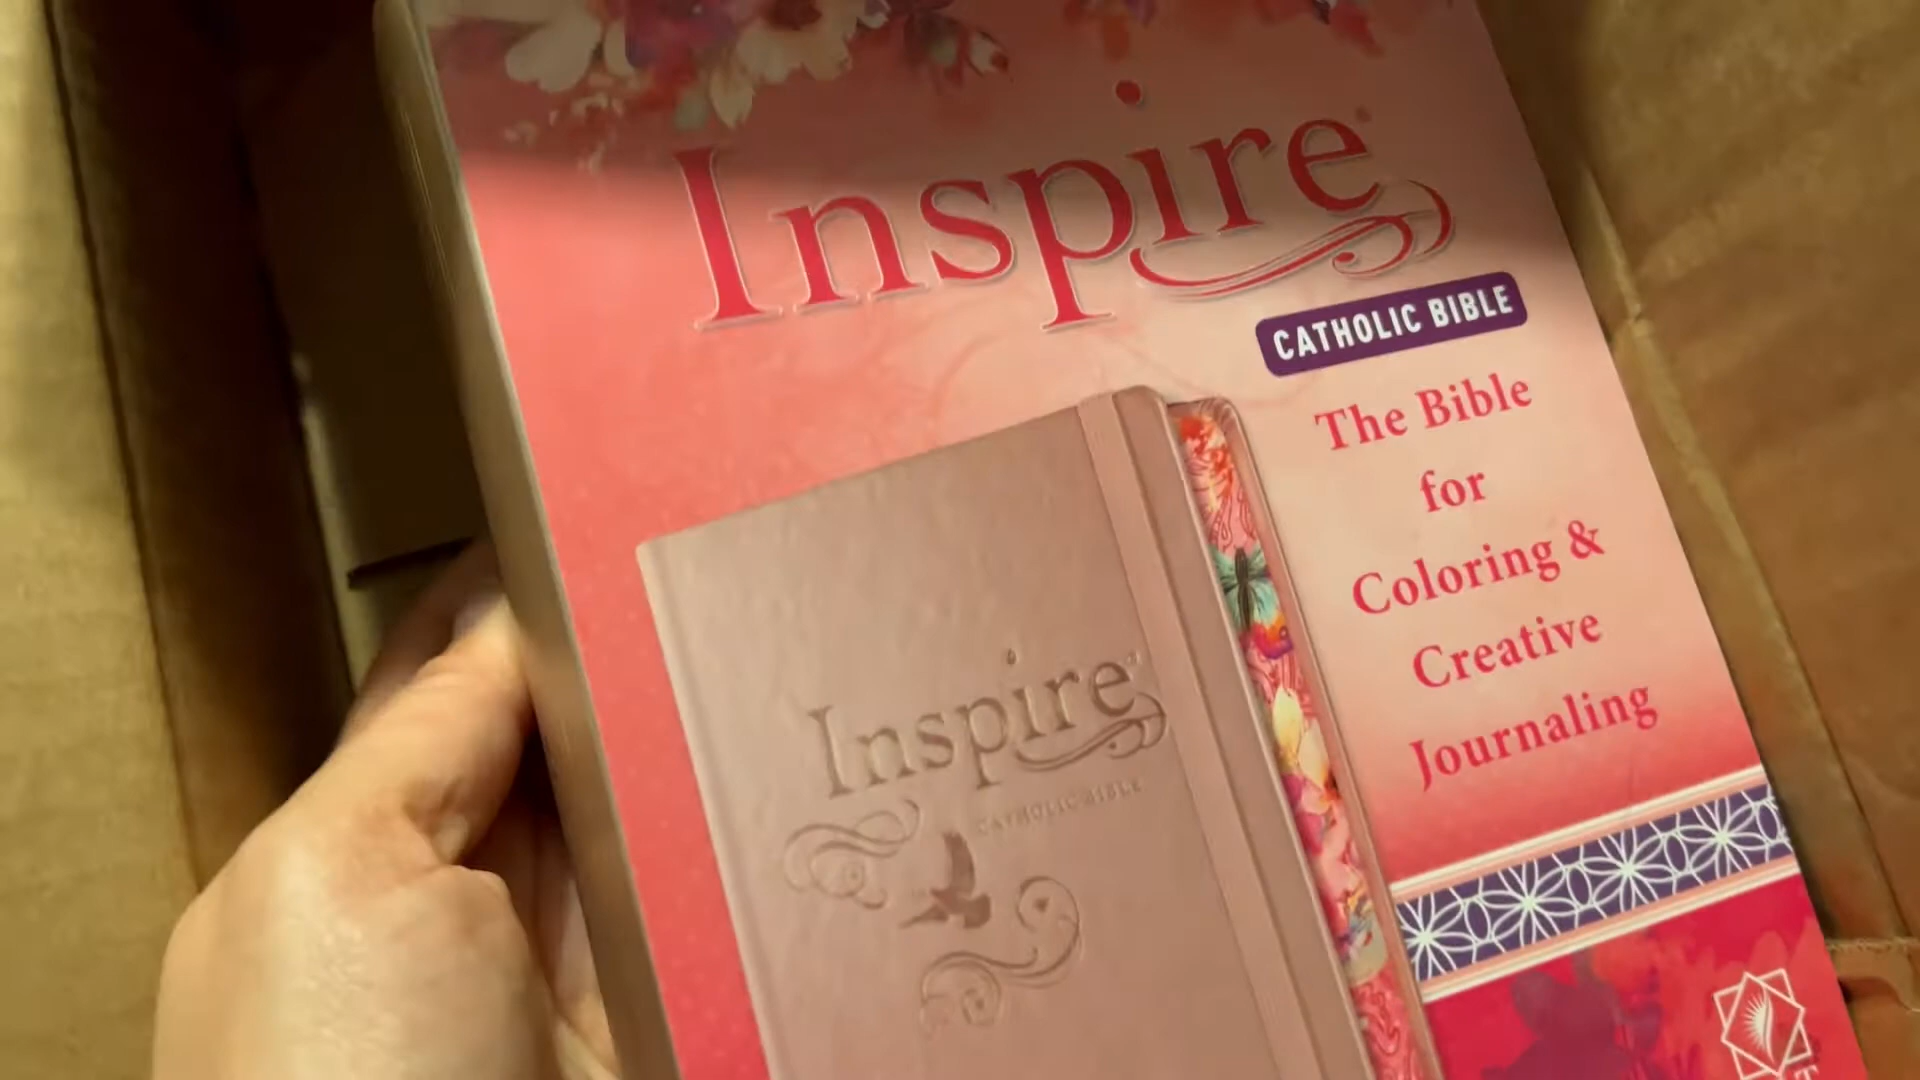 Inspire
CATHOLIC BIBLE
The Bible
for
Coloring &
Creative
Journaling
Inspire
CATHOLIC BIBLE